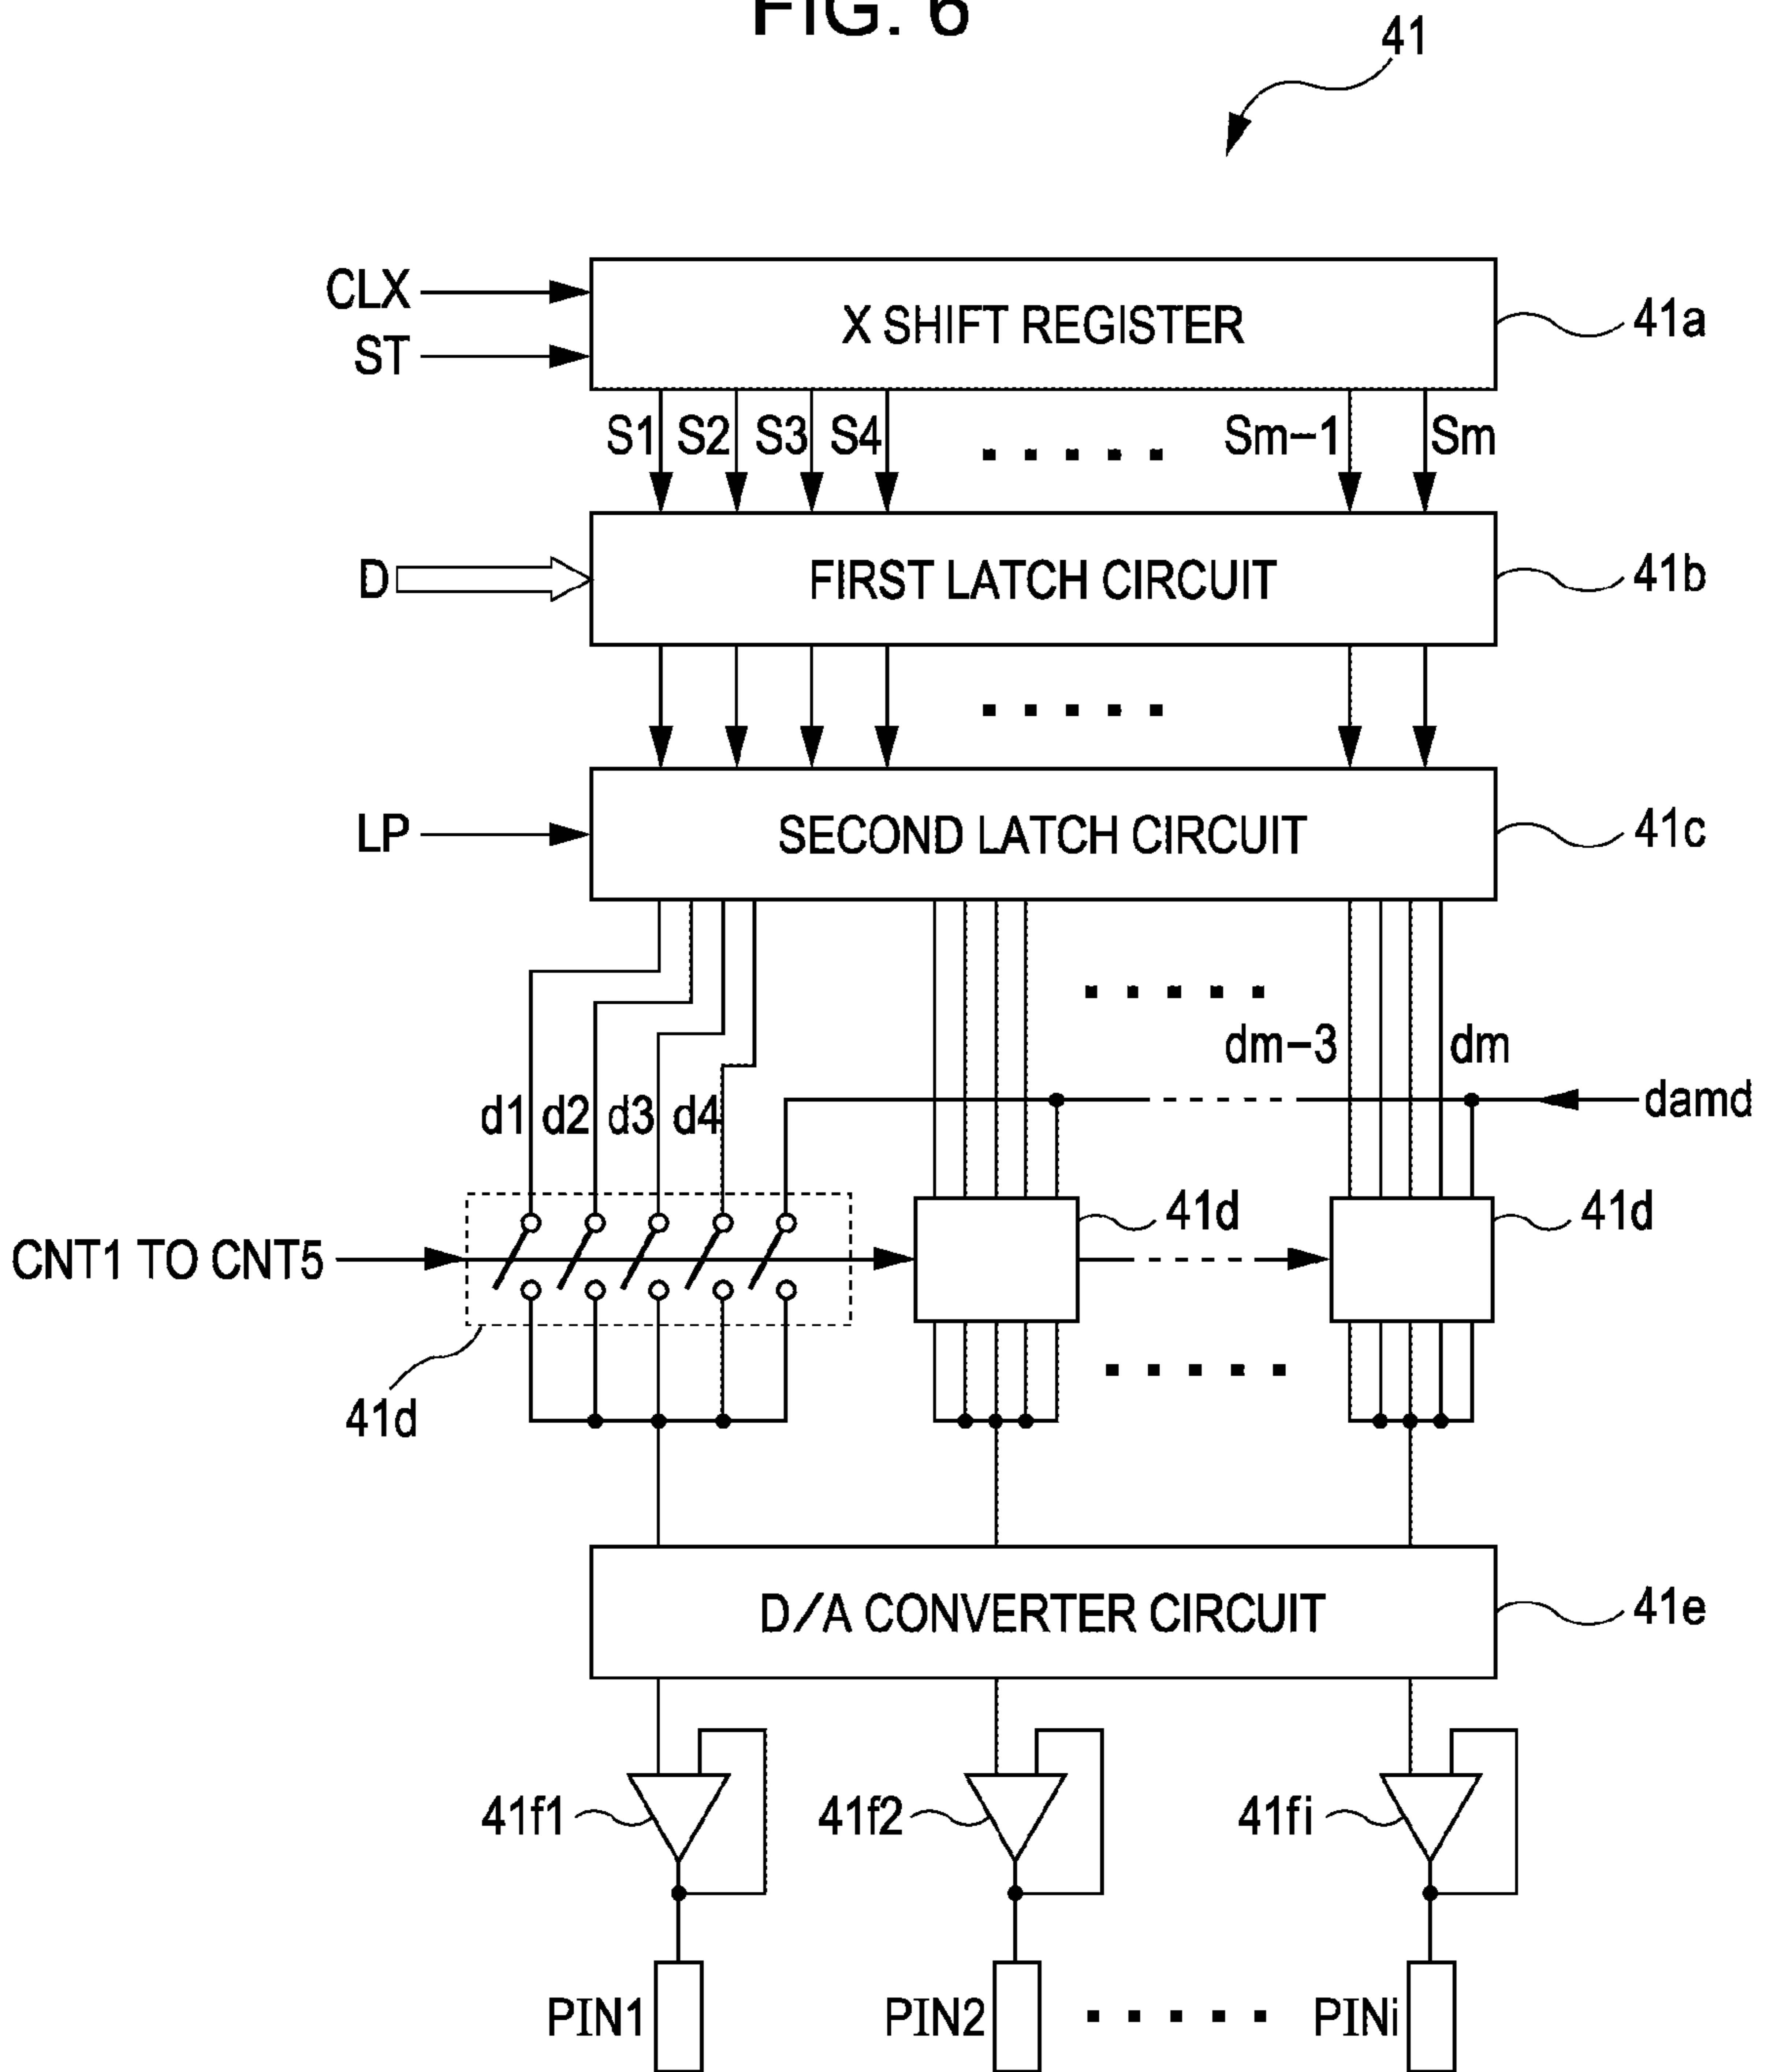 FIG. 6
41
CLX
ST
X SHIFT REGISTER
41a
S1 S2 S3 S4 ..... Sm-1 Sm
D
FIRST LATCH CIRCUIT
41b
.....
LP
SECOND LATCH CIRCUIT
41c
.....
dm-3 dm
d1 d2 d3 d4
damd
41d 41d
CNT1 TO CNT5
.....
41d
D/A CONVERTER CIRCUIT
41e
41f1 41f2 41fi
PIN1 PIN2 ..... PINi